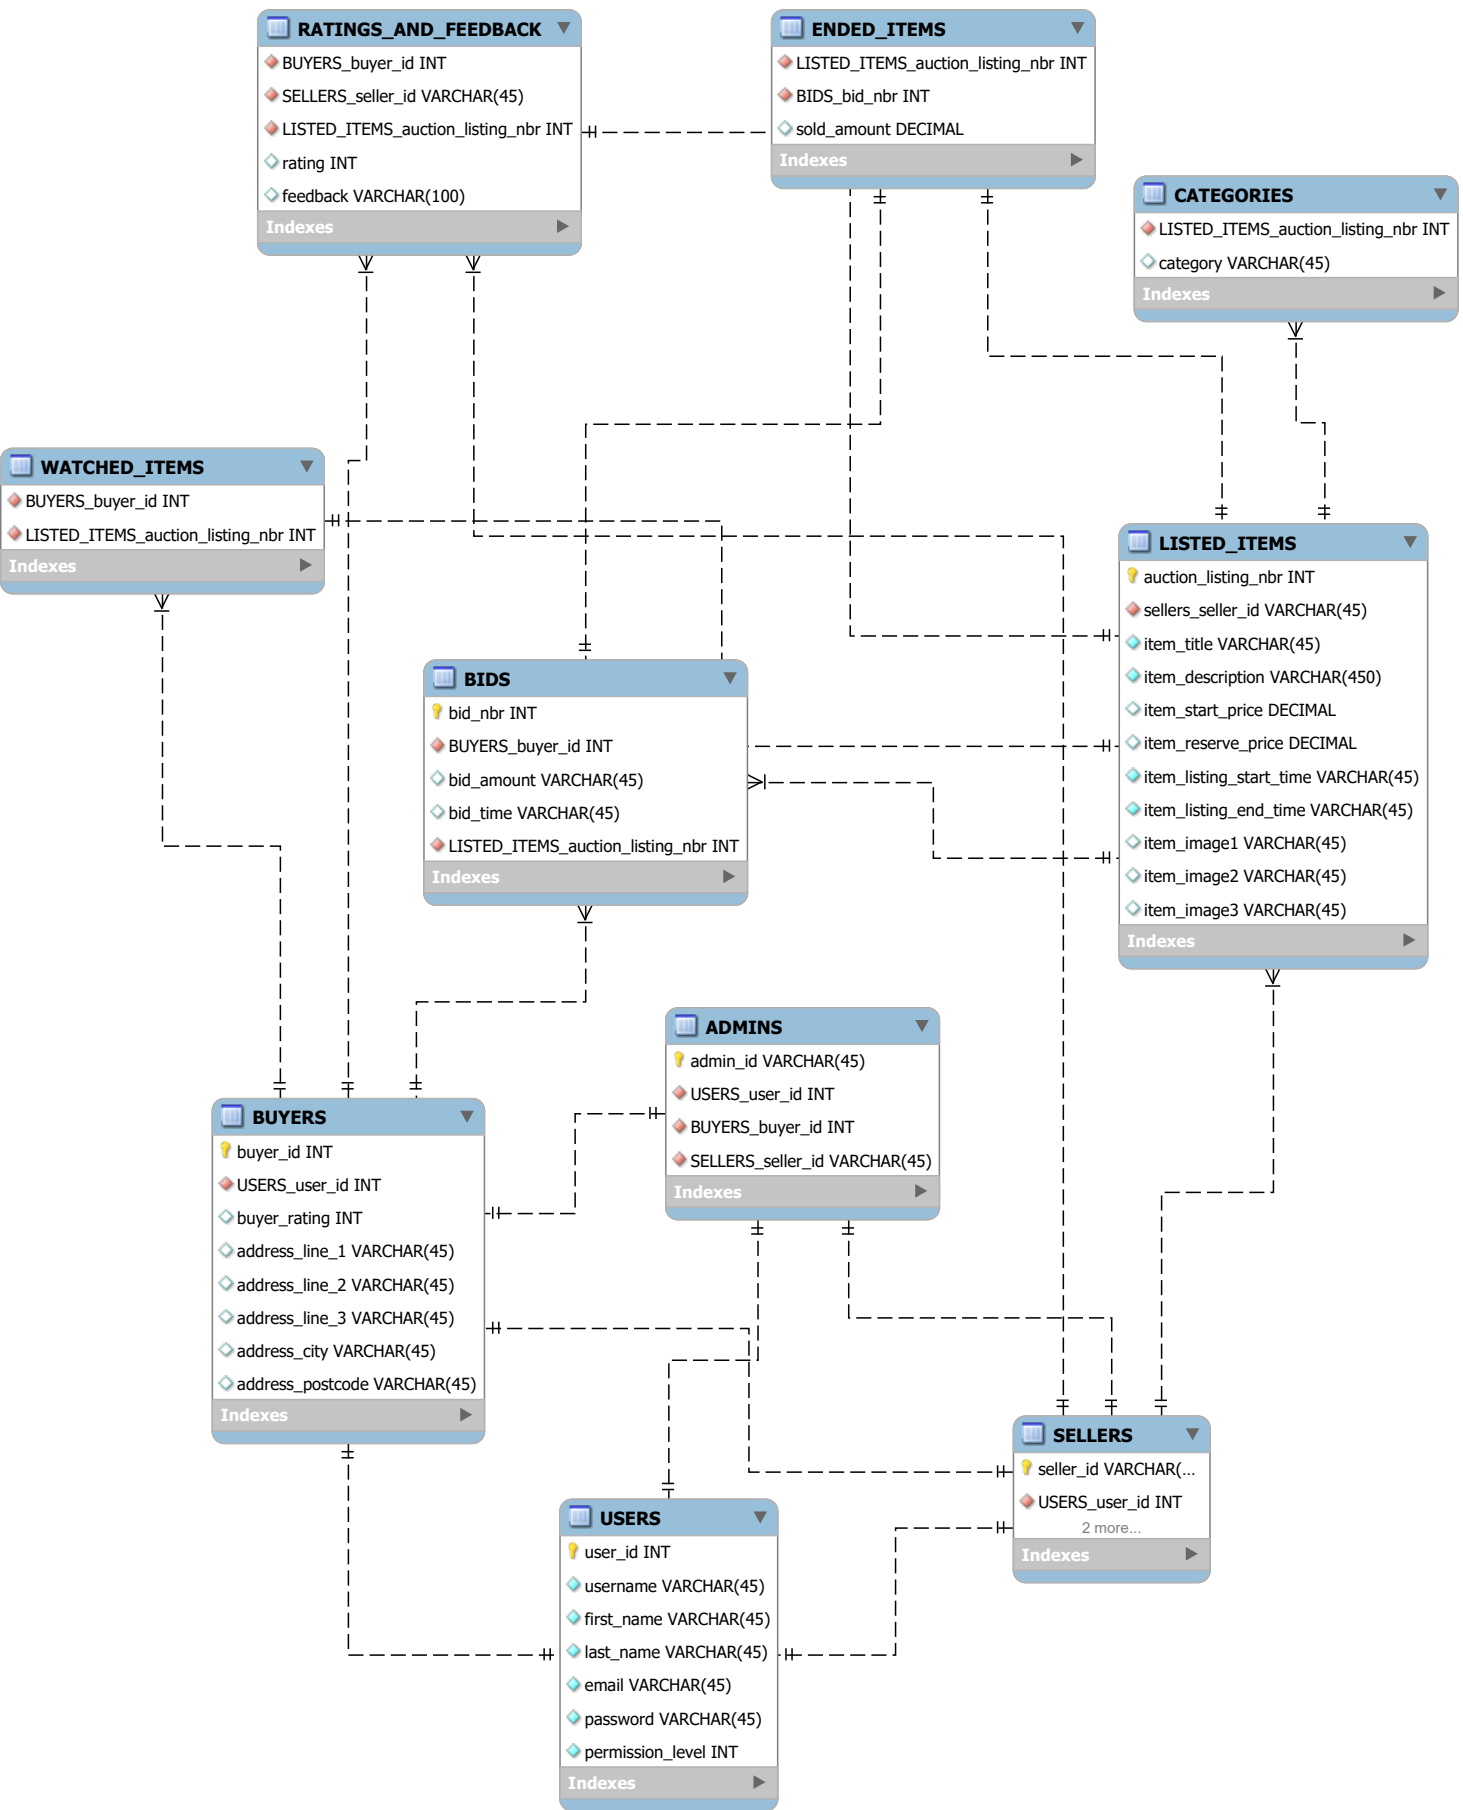 RATINGS_AND_FEEDBACK
BUYERS_buyer_id INT
SELLERS_seller_id VARCHAR(45)
LISTED_ITEMS_auction_listing_nbr INT
rating INT
feedback VARCHAR(100)
Indexes
ENDED_ITEMS
LISTED_ITEMS_auction_listing_nbr INT
BIDS_bid_nbr INT
sold_amount DECIMAL
Indexes
CATEGORIES
LISTED_ITEMS_auction_listing_nbr INT
category VARCHAR(45)
Indexes
WATCHED_ITEMS
BUYERS_buyer_id INT
LISTED_ITEMS_auction_listing_nbr INT
Indexes
LISTED_ITEMS
auction_listing_nbr INT
sellers_seller_id VARCHAR(45)
item_title VARCHAR(45)
item_description VARCHAR(450)
item_start_price DECIMAL
item_reserve_price DECIMAL
item_listing_start_time VARCHAR(45)
item_listing_end_time VARCHAR(45)
item_image1 VARCHAR(45)
item_image2 VARCHAR(45)
item_image3 VARCHAR(45)
Indexes
BIDS
bid_nbr INT
BUYERS_buyer_id INT
bid_amount VARCHAR(45)
bid_time VARCHAR(45)
LISTED_ITEMS_auction_listing_nbr INT
Indexes
ADMINS
admin_id VARCHAR(45)
USERS_user_id INT
BUYERS_buyer_id INT
SELLERS_seller_id VARCHAR(45)
Indexes
BUYERS
buyer_id INT
USERS_user_id INT
buyer_rating INT
address_line_1 VARCHAR(45)
address_line_2 VARCHAR(45)
address_line_3 VARCHAR(45)
address_city VARCHAR(45)
address_postcode VARCHAR(45)
Indexes
SELLERS
seller_id VARCHAR(...
USERS_user_id INT
2 more...
Indexes
USERS
user_id INT
username VARCHAR(45)
first_name VARCHAR(45)
last_name VARCHAR(45)
email VARCHAR(45)
password VARCHAR(45)
permission_level INT
Indexes